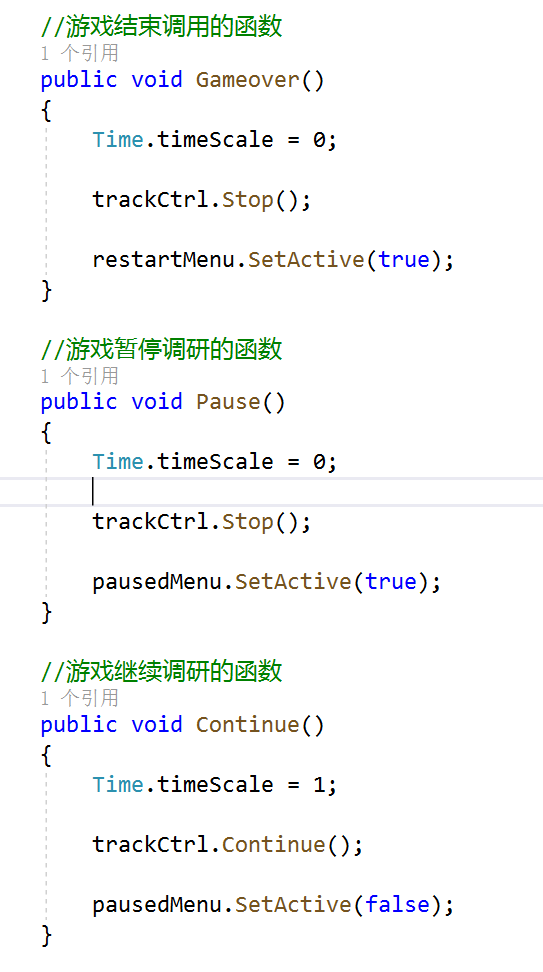 //游戏结束调用的函数
1 个引用
public void Gameover()
{
Time.timeScale = 0;
trackCtrl.Stop();
restartMenu.SetActive(true);
}
//游戏暂停调研的函数
1 个引用
public void Pause()
{
Time.timeScale = 0;
trackCtrl.Stop();
pausedMenu.SetActive(true);
}
//游戏继续调研的函数
1 个引用
public void Continue()
{
Time.timeScale = 1;
trackCtrl.Continue();
pausedMenu.SetActive(false);
}